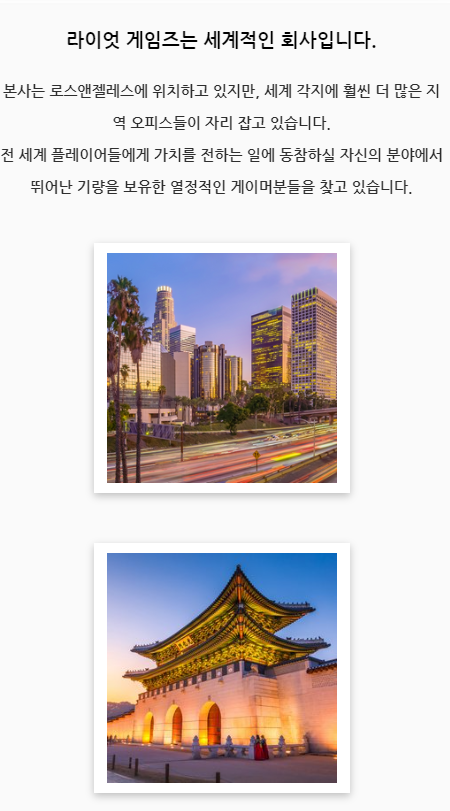 라이엇 게임즈는 세계적인 회사입니다.
본사는 로스앤젤레스에 위치하고 있지만, 세계 각지에 훨씬 더 많은 지
역 오피스들이 자리 잡고 있습니다.
전 세계 플레이어들에게 가치를 전하는 일에 동참하실 자신의 분야에서
뛰어난 기량을 보유한 열정적인 게이머분들을 찾고 있습니다.